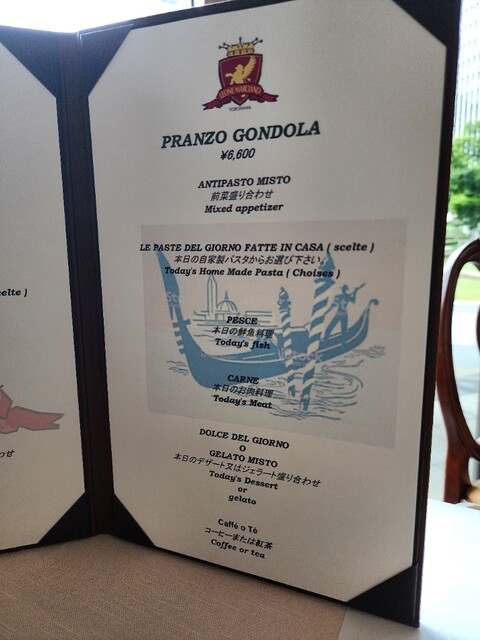 LEONE MARCIANO
YOKOHAMA
PRANZO GONDOLA
¥6,600
ANTIPASTO MISTO
前菜盛り合わせ
Mixed appetizer
LE PASTE DEL GIORNO FATTE IN CASA ( scelte )
本日の自家製パスタからお選び下さい
Today's Home Made Pasta ( Choises )
PESCE
本日の鮮魚料理
Today's fish
CARNE
本日のお肉料理
Today's Meat
DOLCE DEL GIORNO
O
GELATO MISTO
本日のデザート又はジェラート盛り合わせ
Today's Dessert
or
gelato
Caffè o Tè
コーヒーまたは紅茶
Coffee or tea
elte )
わせ